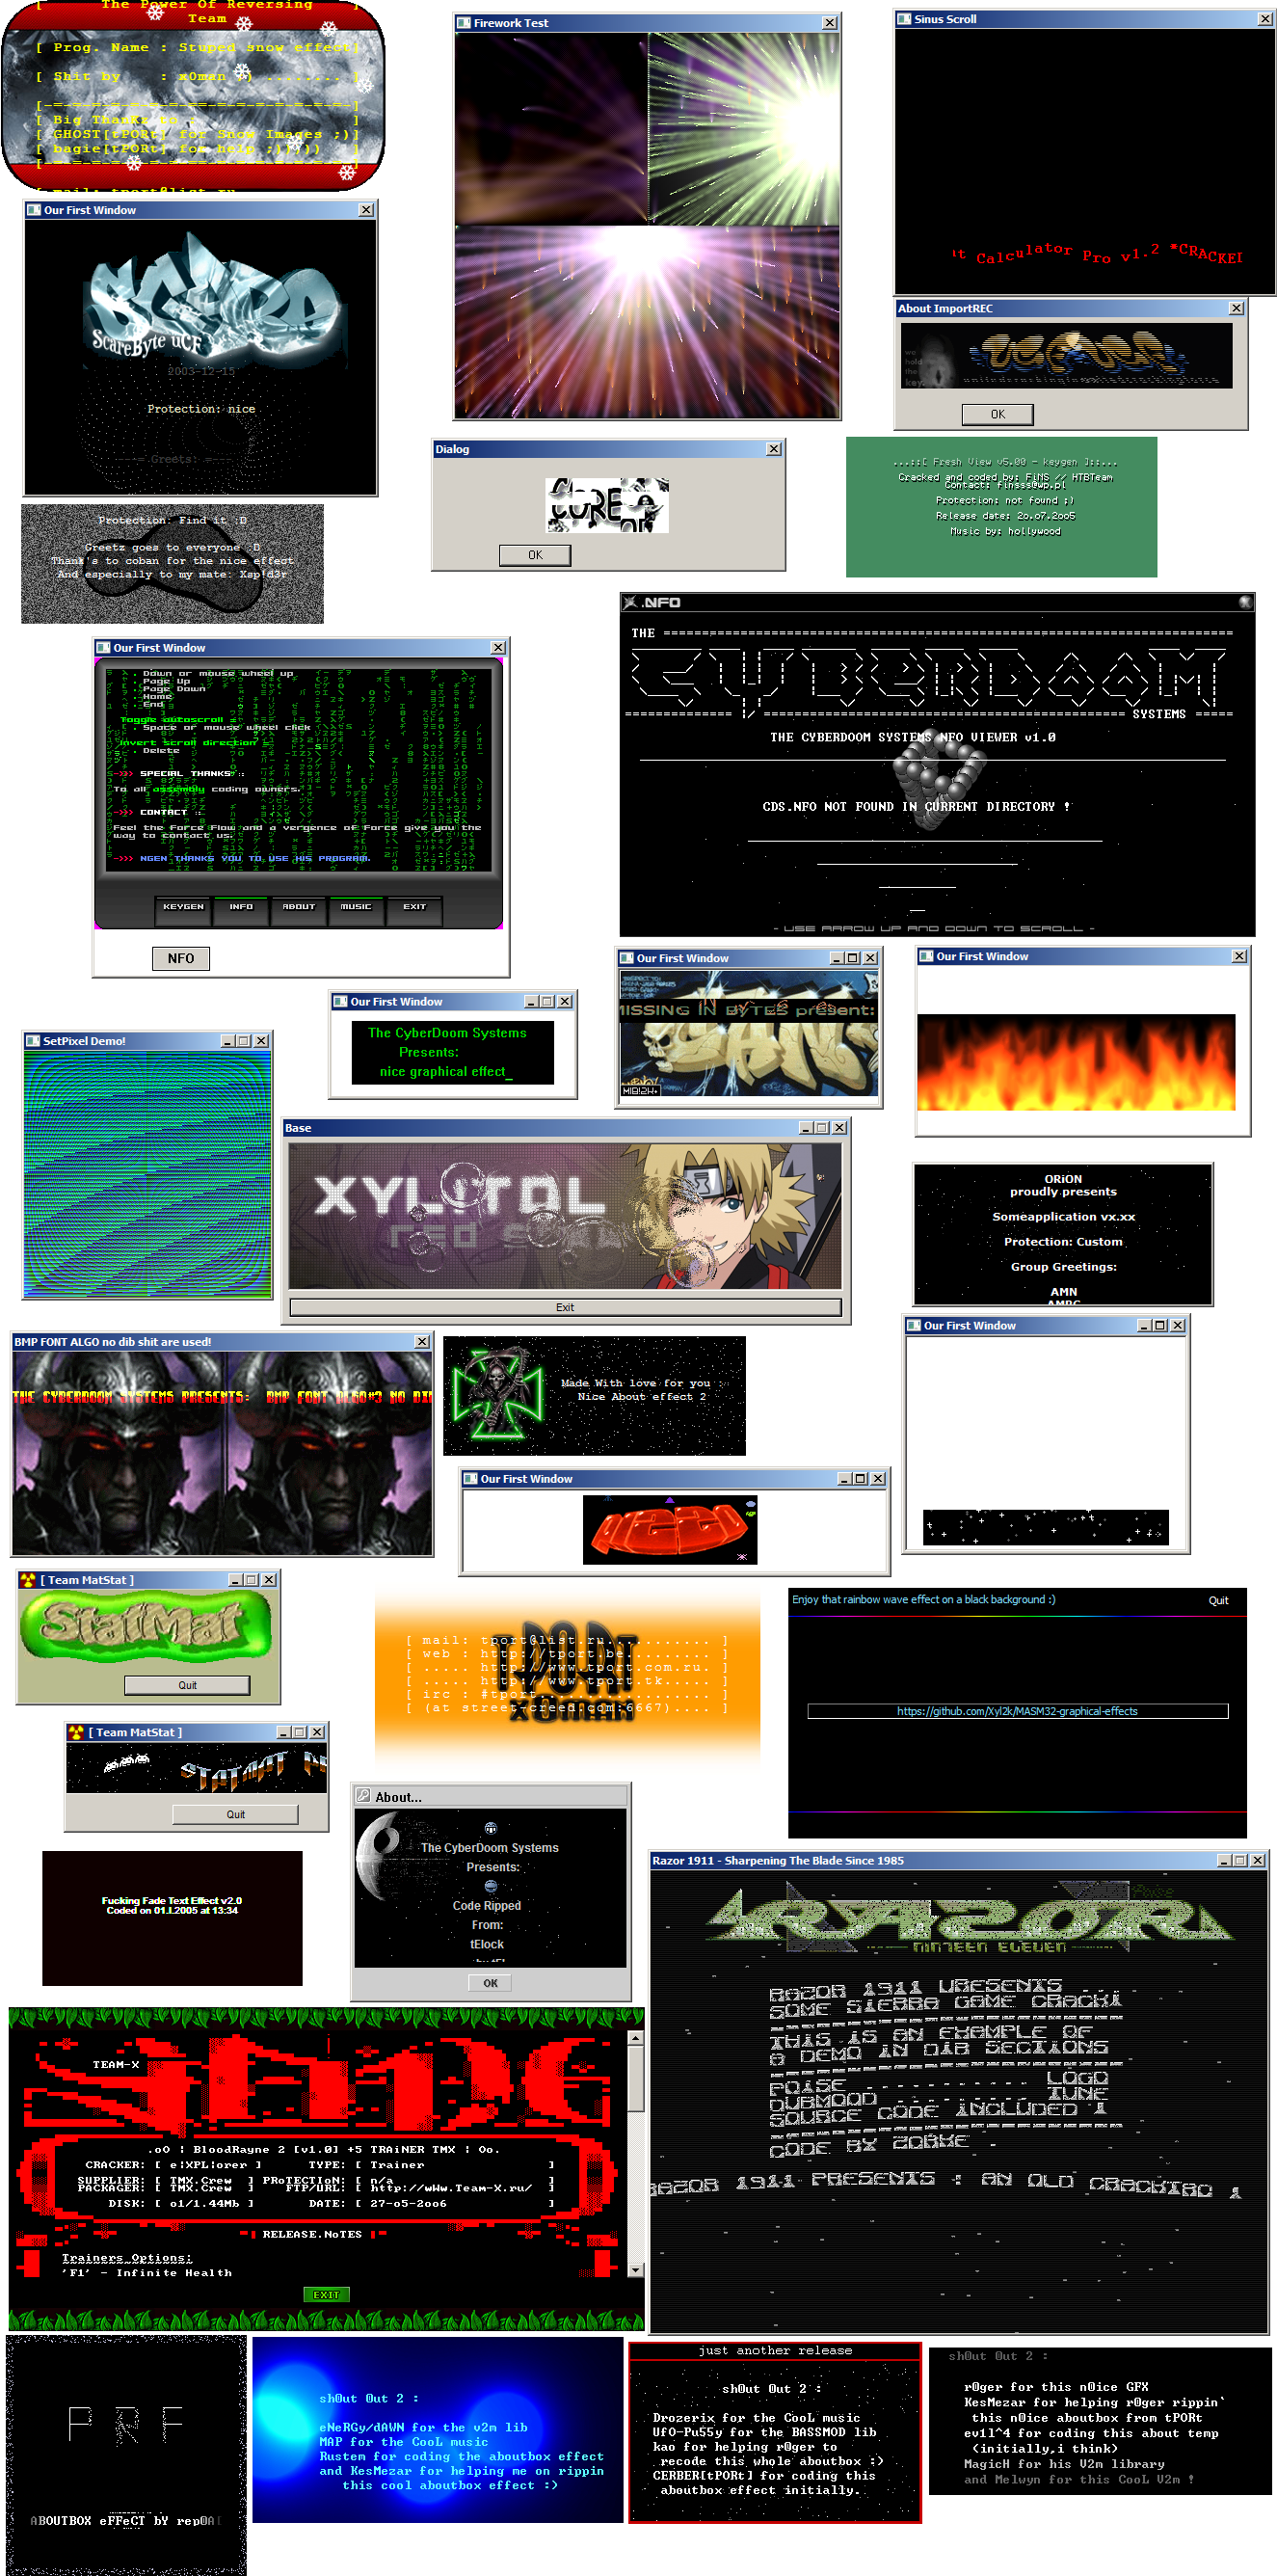 [ The Power Of Reversing ]
Team
[ Prog. Name : Stuped snow effect]
[ Shit by : x0man ;) ........ ]
[ Big Thanks to :
[ GHOST[tPORt] for Snow Images ;)]
[ bagie[tPORt] for help ;)))))
[ mail: tport@list.ru
Firework Test
Sinus Scroll
't Calculator Pro v1.2 *CRACKED
Our First Window
ScareByte uCF
2003-12-15
Protection: nice
Greets:
About ImportREC
we
hold
the
key
OK
Dialog
CORE
OK
...::[ Fresh View v5.00 - keygen ]::...
Cracked and coded by: FiNS // HTBTeam
Contact: finsss@wp.pl
Protection: not found ;)
Release date: 2o.o7.2oo5
Music by: hollywood
Protection: Find it :D
Greetz goes to everyone :D
Thank's to coban for the nice effect
And especially to my mate: Xsp!d3r
.NFO
THE
CYBERDOOM
SYSTEMS
THE CYBERDOOM SYSTEMS NFO VIEWER v1.0
CDS.NFO NOT FOUND IN CURRENT DIRECTORY !
- USE ARROW UP AND DOWN TO SCROLL -
Our First Window
. Down or mouse wheel up
. Page Up
. Page Down
. Home
. End
Toggle autoscroll
. Space or mouse wheel click
Invert scroll direction
. Delete
->>> SPECIAL THANKS ::
To all assembly coding owners.
->>> CONTACT ::
Feel the Force Flow and a vergence of Force give you the
way to contact us.
->>> NGEN THANKS YOU TO USE HIS PROGRAM.
KEYGEN INFO ABOUT MUSIC EXIT
NFO
Our First Window
MISSING IN BYTES present:
Our First Window
Our First Window
The CyberDoom Systems
Presents:
nice graphical effect_
SetPixel Demo!
Base
XYLITOL
red
Exit
ORiON
proudly presents
Someapplication vx.xx
Protection: Custom
Group Greetings:
AMN
AMPC
BMP FONT ALGO no dib shit are used!
THE CYBERDOOM SYSTEMS PRESENTS: BMP FONT ALGO#3 NO DIB
Made With love for you :
Nice About effect 2
Our First Window
Our First Window
[ Team MatStat ]
StatMat
Quit
[ mail: tport@list.ru........... ]
[ web : http://tport.be......... ]
[ ..... http://www.tport.com.ru. ]
[ ..... http://www.tport.tk..... ]
[ irc : #tport.................. ]
[ (at street-creed.com:6667).... ]
tPORt
x0man
Enjoy that rainbow wave effect on a black background :)
Quit
https://github.com/Xyl2k/MASM32-graphical-effects
[ Team MatStat ]
STATMAT
Quit
About...
The CyberDoom Systems
Presents:
Code Ripped
From:
tElock
OK
Fucking Fade Text Effect v2.0
Coded on 01.I.2005 at 13:34
Razor 1911 - Sharpening The Blade Since 1985
RAZOR
NINTEEN ELEVEN
RAZOR 1911 PRESENTS ...
SOME SIERRA GAME CRACK!
THIS IS AN EXAMPLE OF
A DEMO IN DIB SECTIONS
POISE ........... LOGO
DUBMOOD ......... TUNE
SOURCE CODE INCLUDED !
CODE BY ZORKE .
RAZOR 1911 PRESENTS : AN OLD CRACKTRO !
TEAM-X
.oO | BloodRayne 2 [v1.0] +5 TRAiNER TMX | Oo.
CRACKER: [ e!XPL!orer ] TYPE: [ Trainer ]
SUPPLIER: [ TMX.Crew ] PRoTECTIoN: [ n/a ]
PACKAGER: [ TMX.Crew ] FTP/URL: [ http://wWw.Team-X.ru/ ]
DISK: [ o1/1.44Mb ] DATE: [ 27-o5-2oo6 ]
RELEASE.NoTES
Trainers Options:
'F1' - Infinite Health
EXIT
PRF
ABOUTBOX eFFeCT bY rep0A
sh0ut 0ut 2 :
eNeRGy/dAWN for the v2m lib
MAP for the CooL music
Rustem for coding the aboutbox effect
and KesMezar for helping me on rippin
this cool aboutbox effect :)
just another release
sh0ut 0ut 2 :
Drozerix for the CooL music
UfO-Pu55y for the BASSMOD lib
kao for helping r0ger to
recode this whole aboutbox :)
CERBER[tPORt] for coding this
aboutbox effect initially.
sh0ut 0ut 2 :
r0ger for this n0ice GFX
KesMezar for helping r0ger rippin`
this n0ice aboutbox from tPORt
ev1l^4 for coding this about temp
(initially,i think)
MagicH for his V2m library
and Melwyn for this CooL V2m !